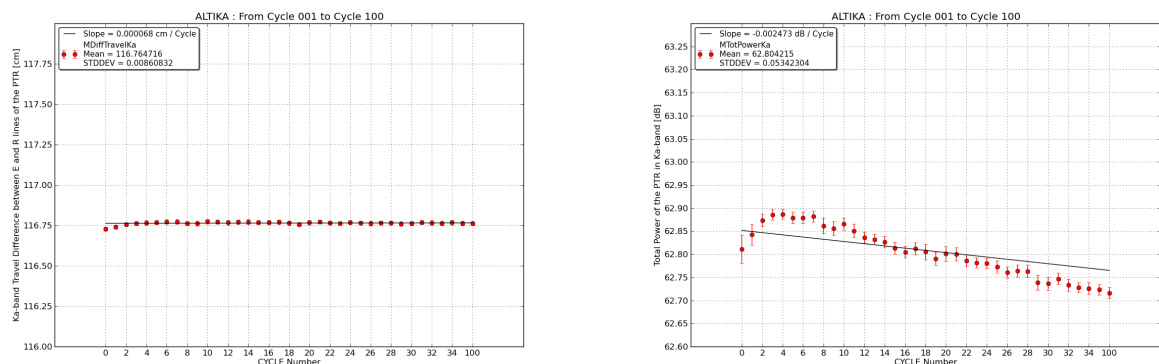 ALTIKA : From Cycle 001 to Cycle 100
Slope = 0.000068 cm / Cycle
MDiffTravelKa
Mean = 116.764716
STDDEV = 0.00860832
Ka-band Travel Difference between E and R lines of the PTR [cm]
117.75
117.50
117.25
117.00
116.75
116.50
116.25
116.00
0 2 4 6 8 10 12 14 16 18 20 22 24 26 28 30 32 34 100
CYCLE Number
ALTIKA : From Cycle 001 to Cycle 100
Slope = -0.002473 dB / Cycle
MTotPowerKa
Mean = 62.804215
STDDEV = 0.05342304
Total Power of the PTR in Ka-band [dB]
63.25
63.20
63.15
63.10
63.05
63.00
62.95
62.90
62.85
62.80
62.75
62.70
62.65
62.60
0 2 4 6 8 10 12 14 16 18 20 22 24 26 28 30 32 34 100
CYCLE Number